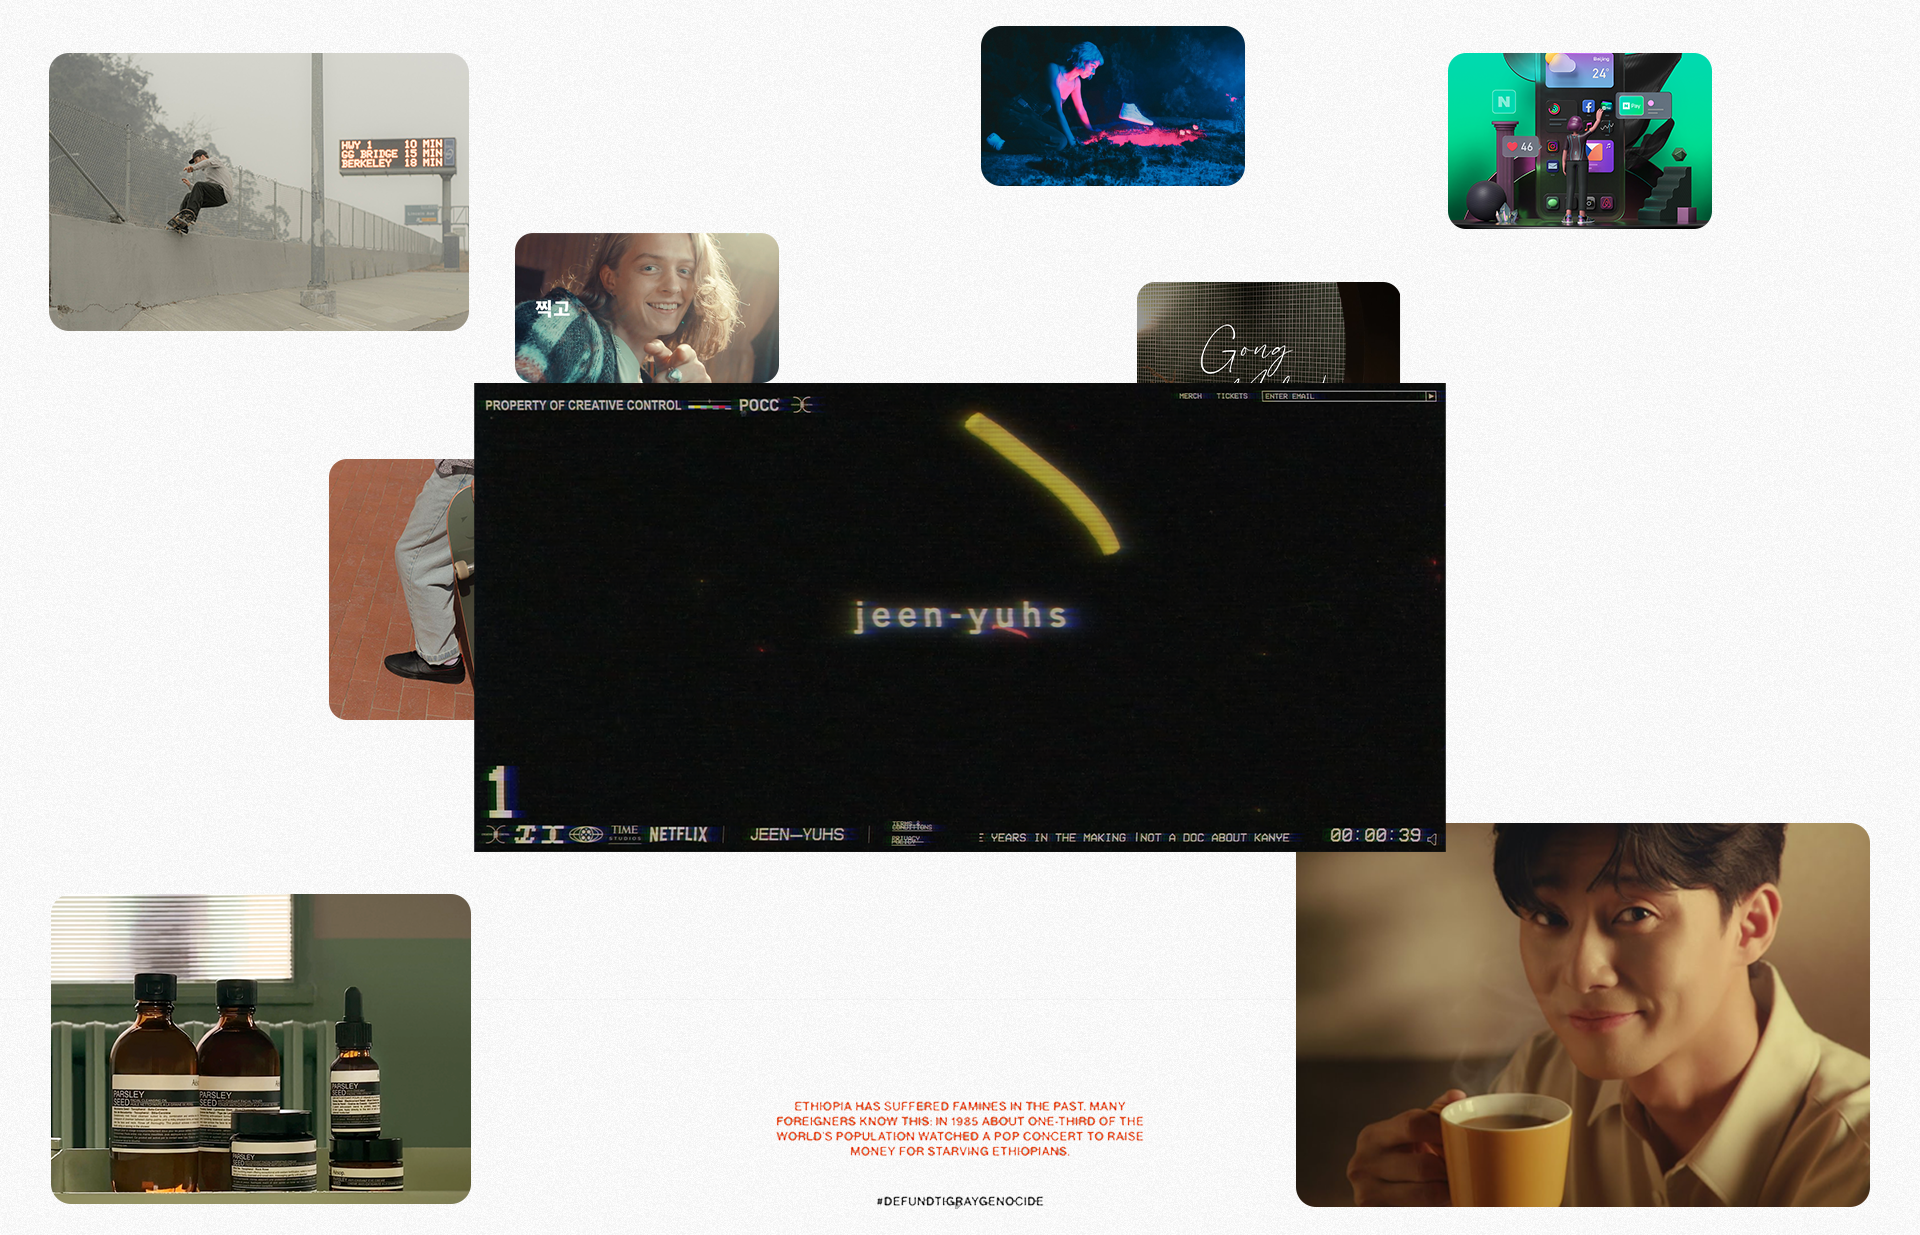 HWY 1 10 MIN
GG BRIDGE 15 MIN
BERKELEY 18 MIN
Beijing
24°
N
N Pay
46
찍고
Gong
PROPERTY OF CREATIVE CONTROL POCC
MERCH TICKETS ENTER EMAIL
jeen-yuhs
1
TIME STUDIOS NETFLIX JEEN—YUHS
TERMS & CONDITIONS
PRIVACY POLICY
YEARS IN THE MAKING |NOT A DOC ABOUT KANYE 00:00:39
PARSLEY SEED
PARSLEY SEED
PARSLEY SEED
PARSLEY SEED
Aesop.
ETHIOPIA HAS SUFFERED FAMINES IN THE PAST. MANY
FOREIGNERS KNOW THIS: IN 1985 ABOUT ONE-THIRD OF THE
WORLD'S POPULATION WATCHED A POP CONCERT TO RAISE
MONEY FOR STARVING ETHIOPIANS.
#DEFUNDTIGRAYGENOCIDE